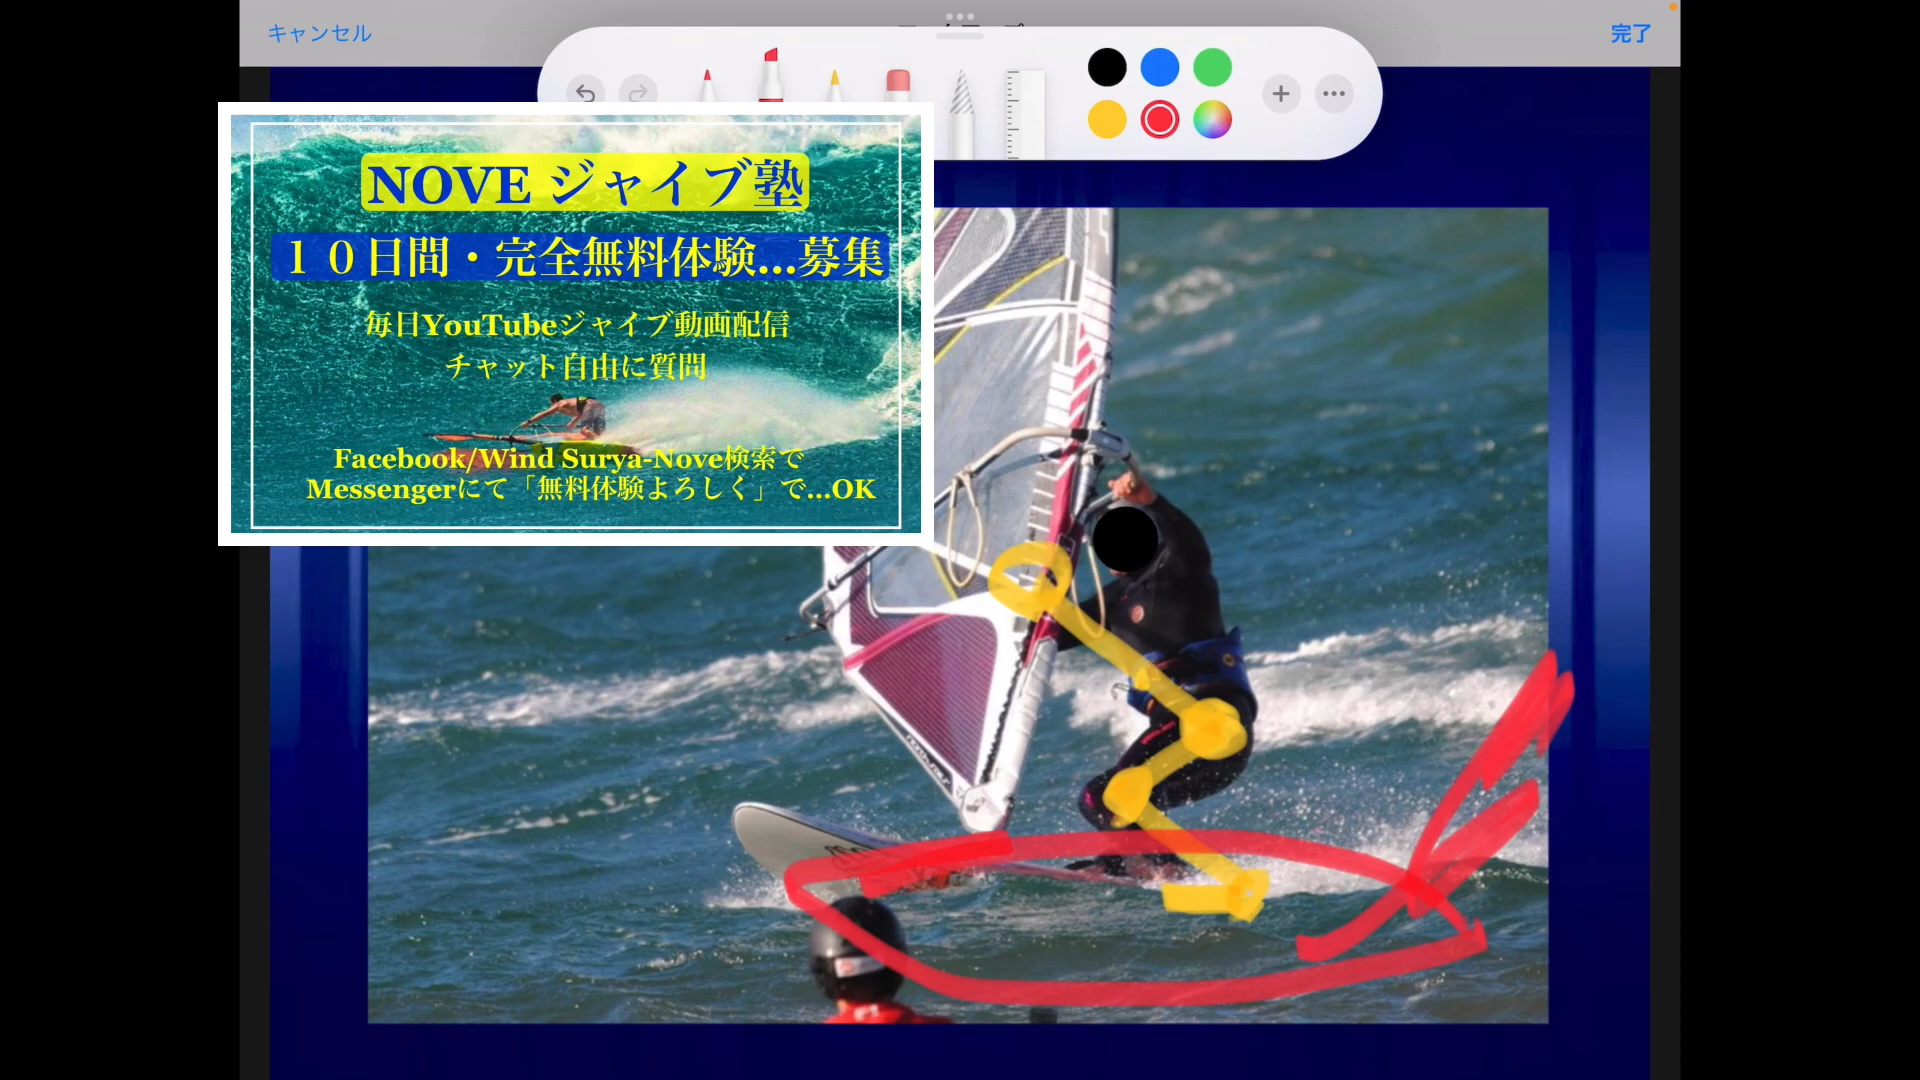 キャンセル
完了
NOVE ジャイブ塾
１０日間・完全無料体験...募集
毎日YouTubeジャイブ動画配信
チャット自由に質問
Facebook/Wind Surya-Nove検索で
Messengerにて「無料体験よろしく」で...OK